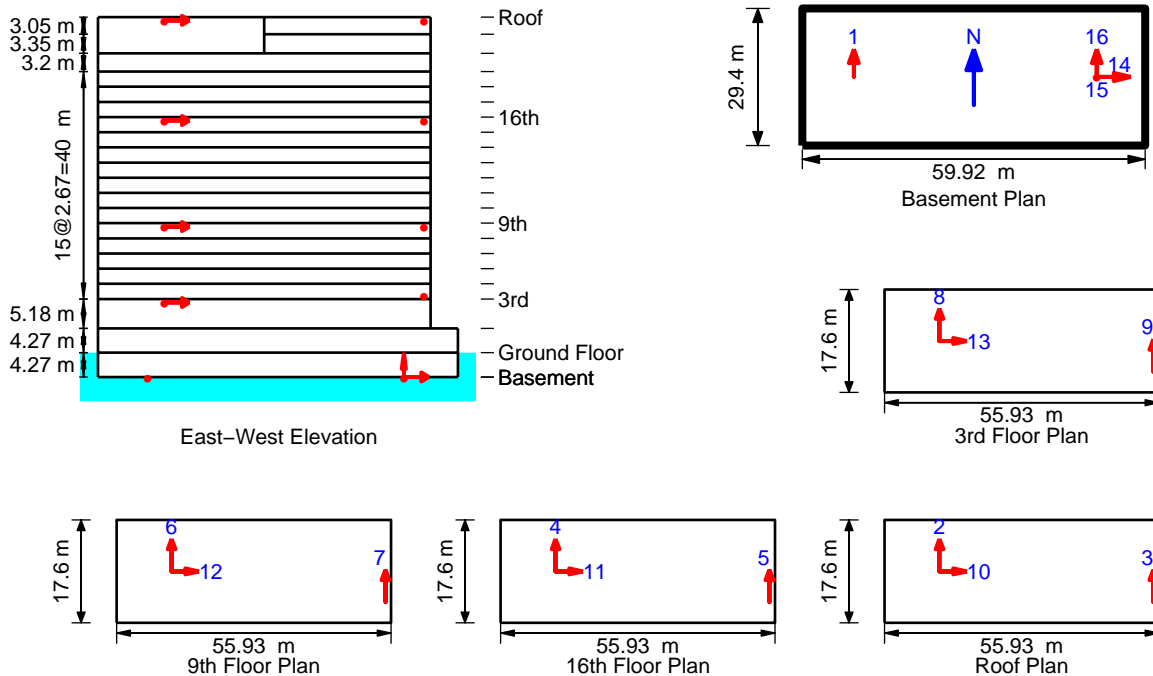 3.05 m
3.35 m
3.2 m
15@2.67=40 m
5.18 m
4.27 m
4.27 m
Roof
16th
9th
3rd
Ground Floor
Basement
East−West Elevation
29.4 m
1
N
16
14
15
59.92 m
Basement Plan
17.6 m
8
13
9
55.93 m
3rd Floor Plan
17.6 m
6
12
7
55.93 m
9th Floor Plan
17.6 m
4
11
5
55.93 m
16th Floor Plan
17.6 m
2
10
3
55.93 m
Roof Plan